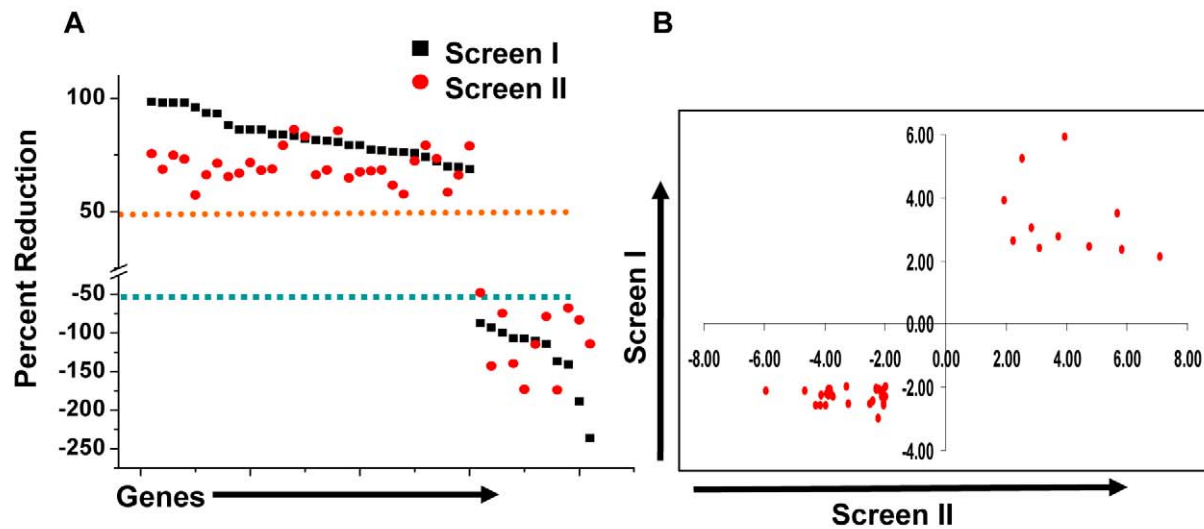 A
Screen I
Screen II
100
50
-50
-100
-150
-200
-250
Percent Reduction
Genes
B
6.00
4.00
2.00
0.00
-8.00 -6.00 -4.00 -2.00 0.00 2.00 4.00 6.00 8.00
-2.00
-4.00
Screen I
Screen II